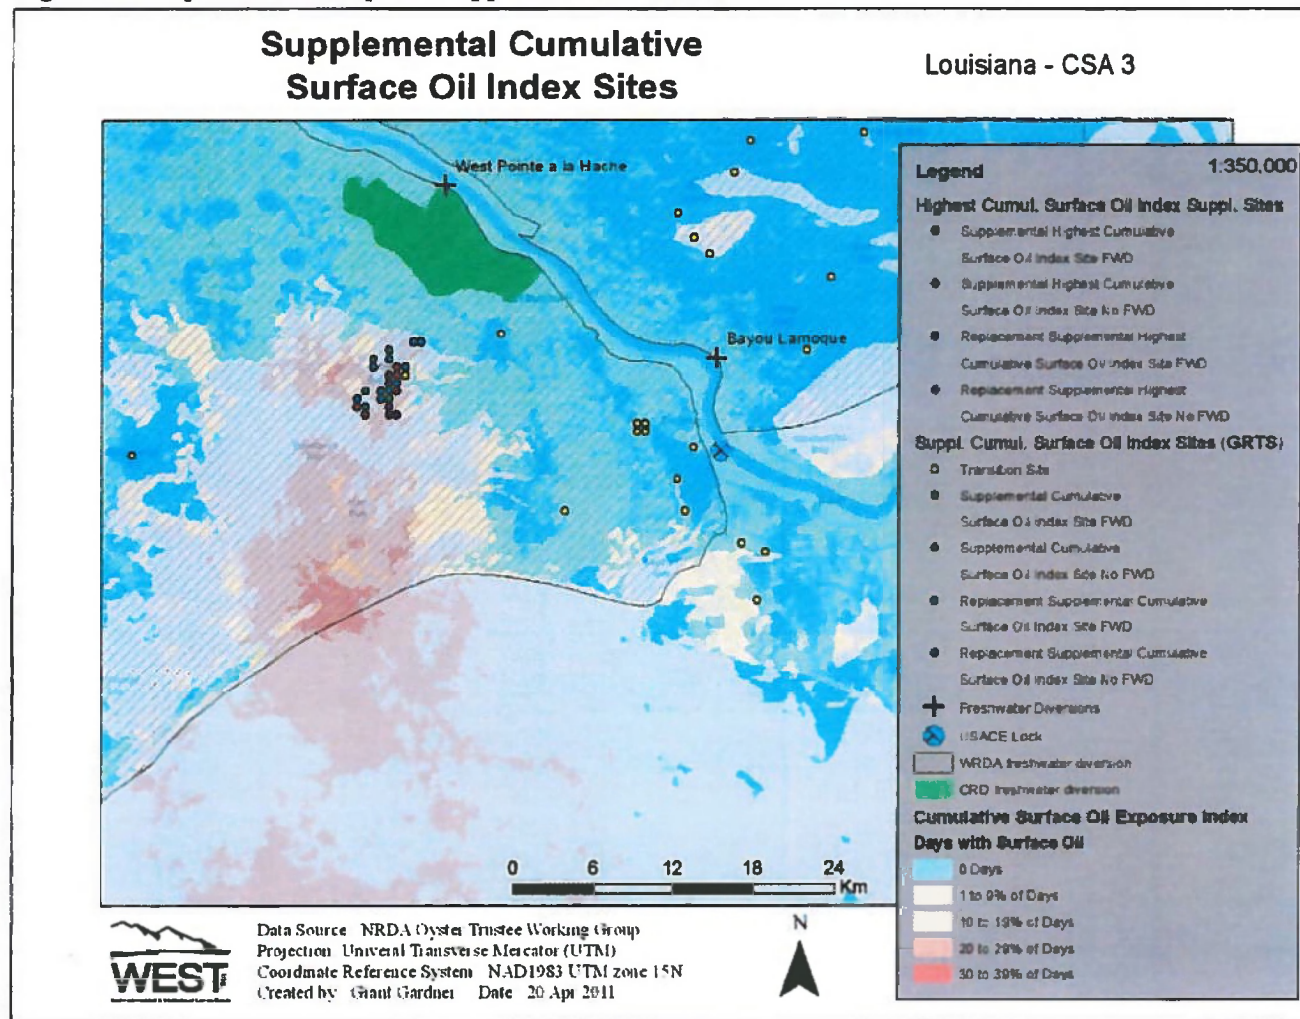 Supplemental Cumulative
Surface Oil Index Sites
Louisiana - CSA 3
West Pointe a la Hache
Bayou Lamoque
Legend
1:350,000
Highest Cumul. Surface Oil Index Suppl. Sites
Supplemental Highest Cumulative
Surface Oil Index Site FWD
Supplemental Highest Cumulative
Surface Oil Index Site No FWD
Replacement Supplemental Highest
Cumulative Surface Oil Index Site FWD
Replacement Supplemental Highest
Cumulative Surface Oil Index Site No FWD
Suppl. Cumul. Surface Oil Index Sites (GRTS)
Transition Site
Supplemental Cumulative
Surface Oil Index Site FWD
Supplemental Cumulative
Surface Oil Index Site No FWD
Replacement Supplemental Cumulative
Surface Oil Index Site FWD
Replacement Supplemental Cumulative
Surface Oil Index Site No FWD
Freshwater Diversions
USACE Lock
WRDA freshwater diversion
CRD freshwater diversion
Cumulative Surface Oil Exposure Index
Days with Surface Oil
0 Days
1 to 9% of Days
10 to 19% of Days
20 to 29% of Days
30 to 39% of Days
0 6 12 18 24
Km
N
WEST
Data Source NRDA Oyster Trustee Working Group
Projection Univeral Transverse Mercator (UTM)
Coordinate Reference System NAD1983 UTM zone 15N
Created by Grant Gardner Date 20 Apr 2011